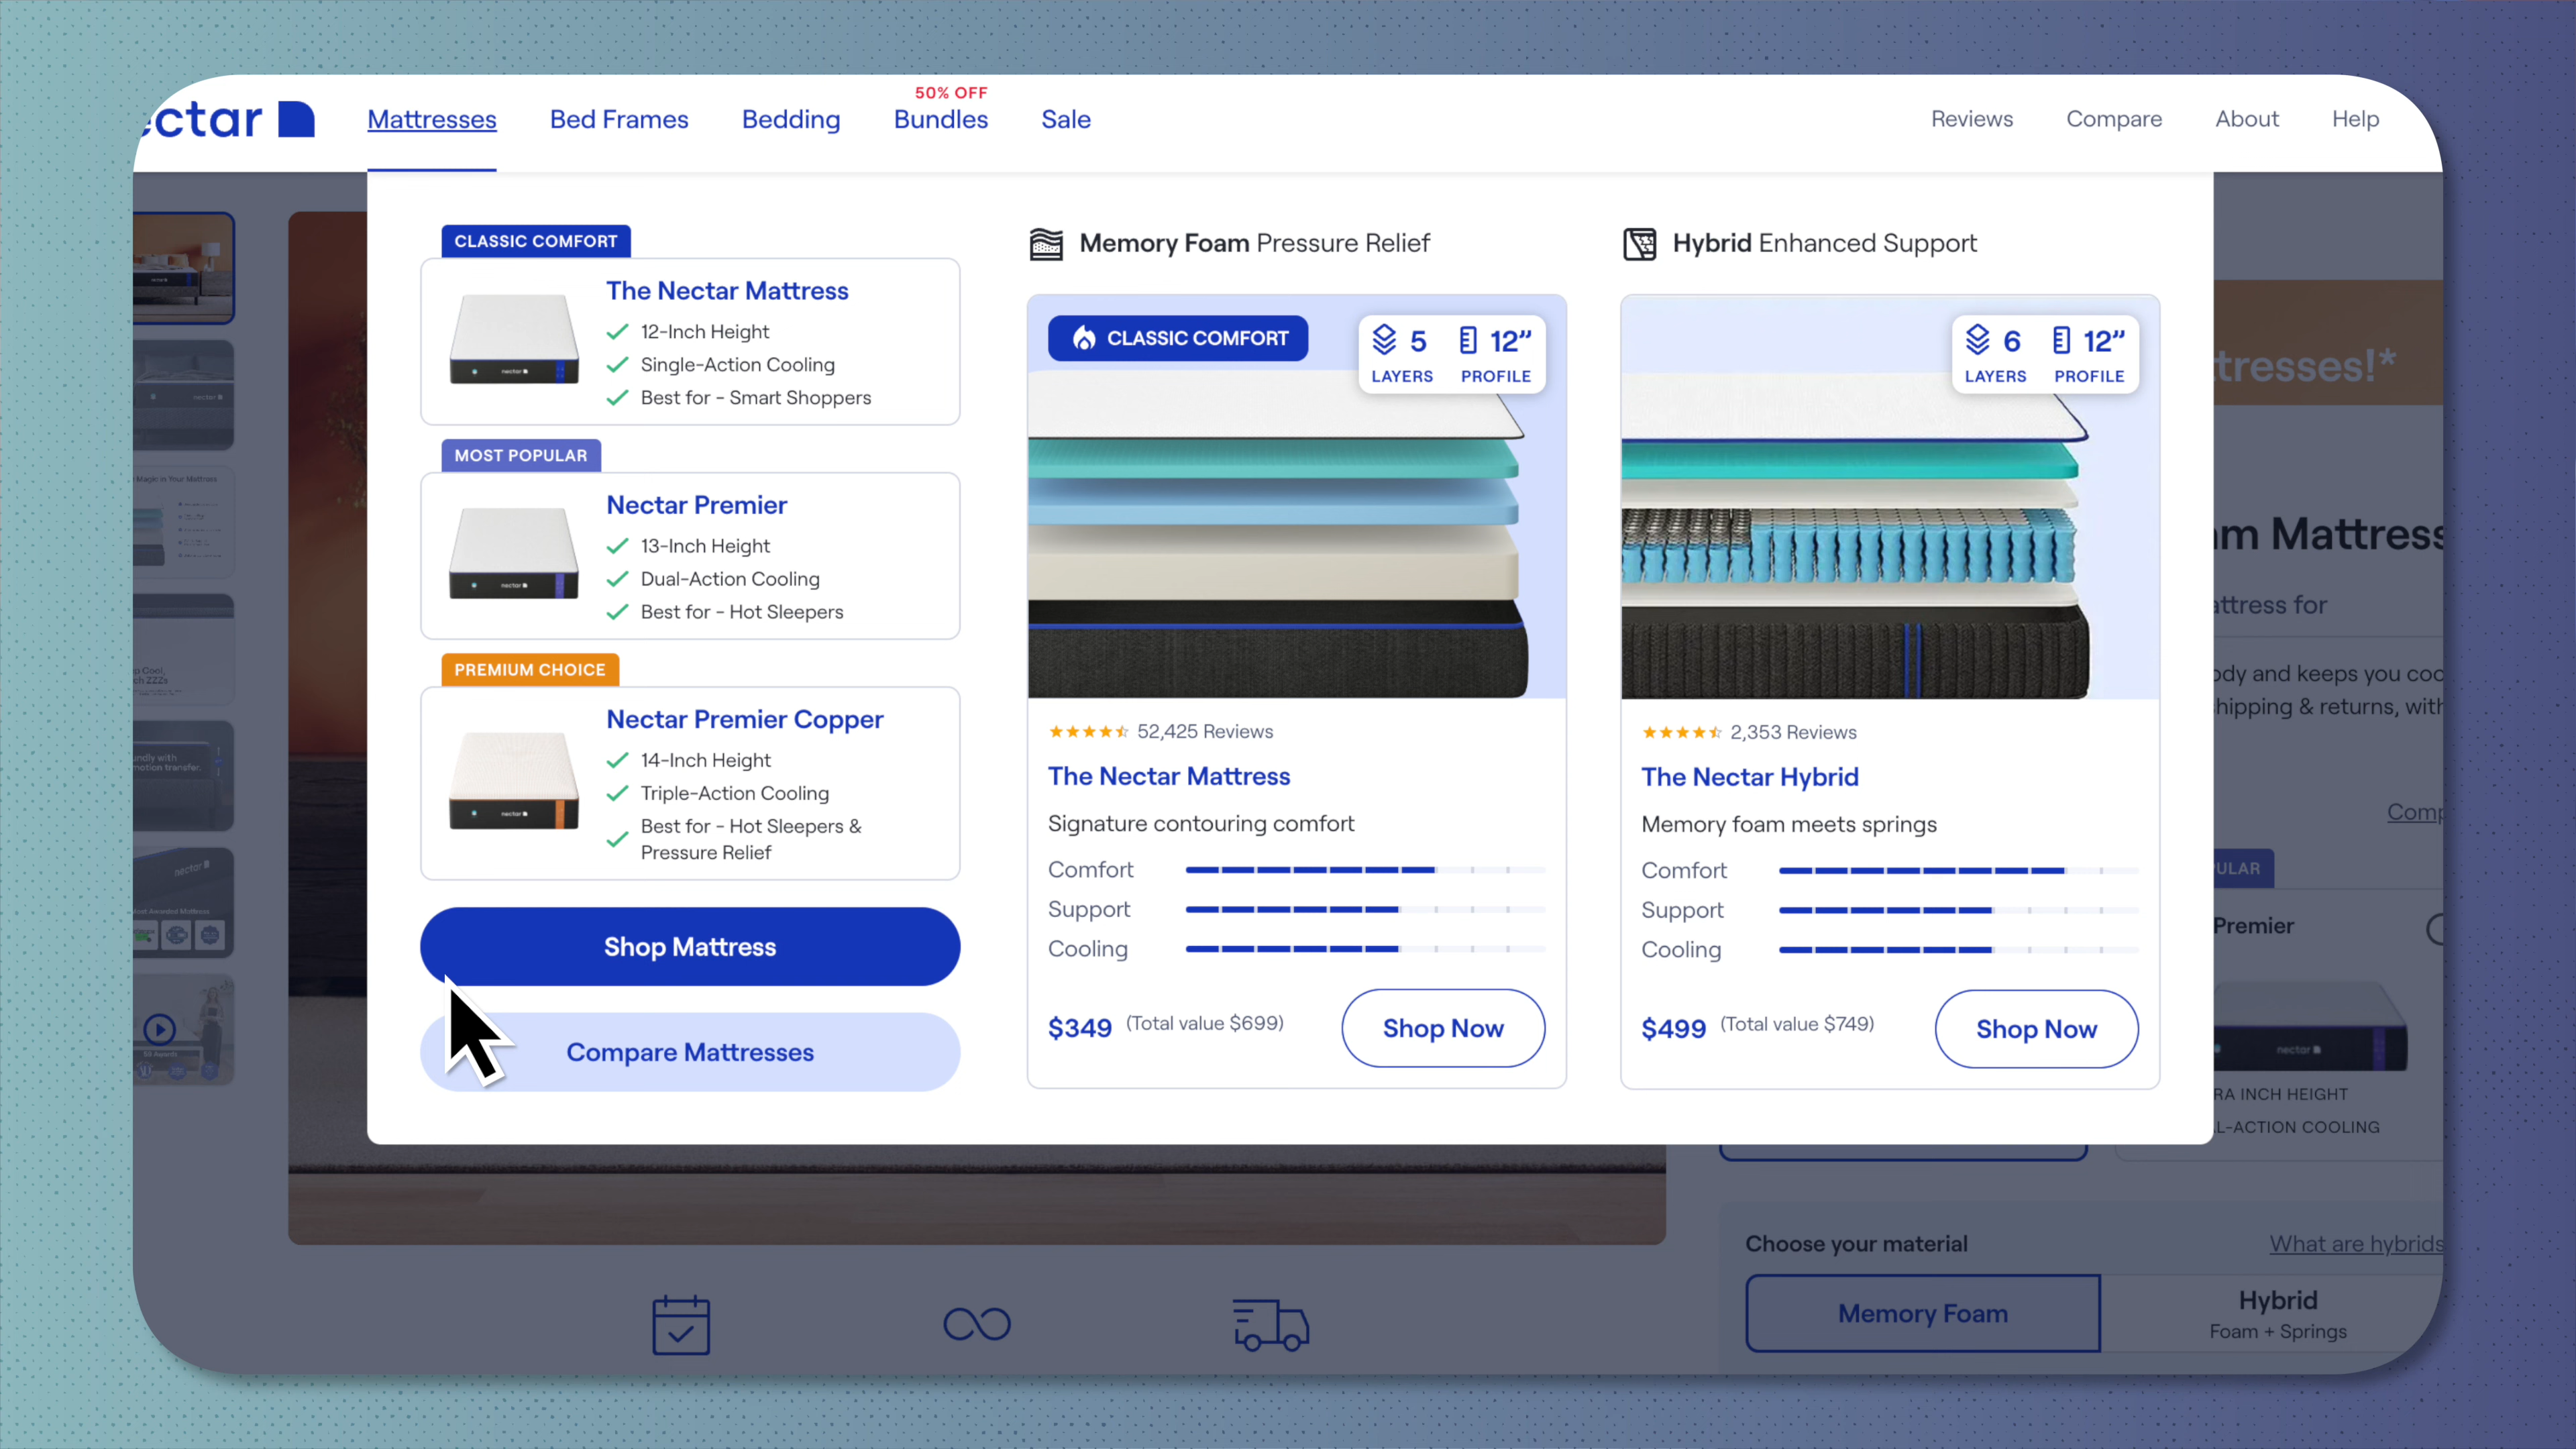 ectar
Mattresses
Bed Frames
Bedding
50% OFF
Bundles
Sale
Reviews
Compare
About
Help
CLASSIC COMFORT
The Nectar Mattress
12-Inch Height
Single-Action Cooling
Best for - Smart Shoppers
MOST POPULAR
Nectar Premier
13-Inch Height
Dual-Action Cooling
Best for - Hot Sleepers
PREMIUM CHOICE
Nectar Premier Copper
14-Inch Height
Triple-Action Cooling
Best for - Hot Sleepers &
Pressure Relief
Shop Mattress
Compare Mattresses
Memory Foam Pressure Relief
CLASSIC COMFORT
5 12”
LAYERS PROFILE
52,425 Reviews
The Nectar Mattress
Signature contouring comfort
Comfort
Support
Cooling
$349 (Total value $699)
Shop Now
Hybrid Enhanced Support
6 12”
LAYERS PROFILE
2,353 Reviews
The Nectar Hybrid
Memory foam meets springs
Comfort
Support
Cooling
$499 (Total value $749)
Shop Now
tresses!*
m Mattress
attress for
ody and keeps you coo
hipping & returns, with
Comp
ULAR
Premier
nectar
RA INCH HEIGHT
L-ACTION COOLING
Choose your material
What are hybrids
Memory Foam
Hybrid
Foam + Springs